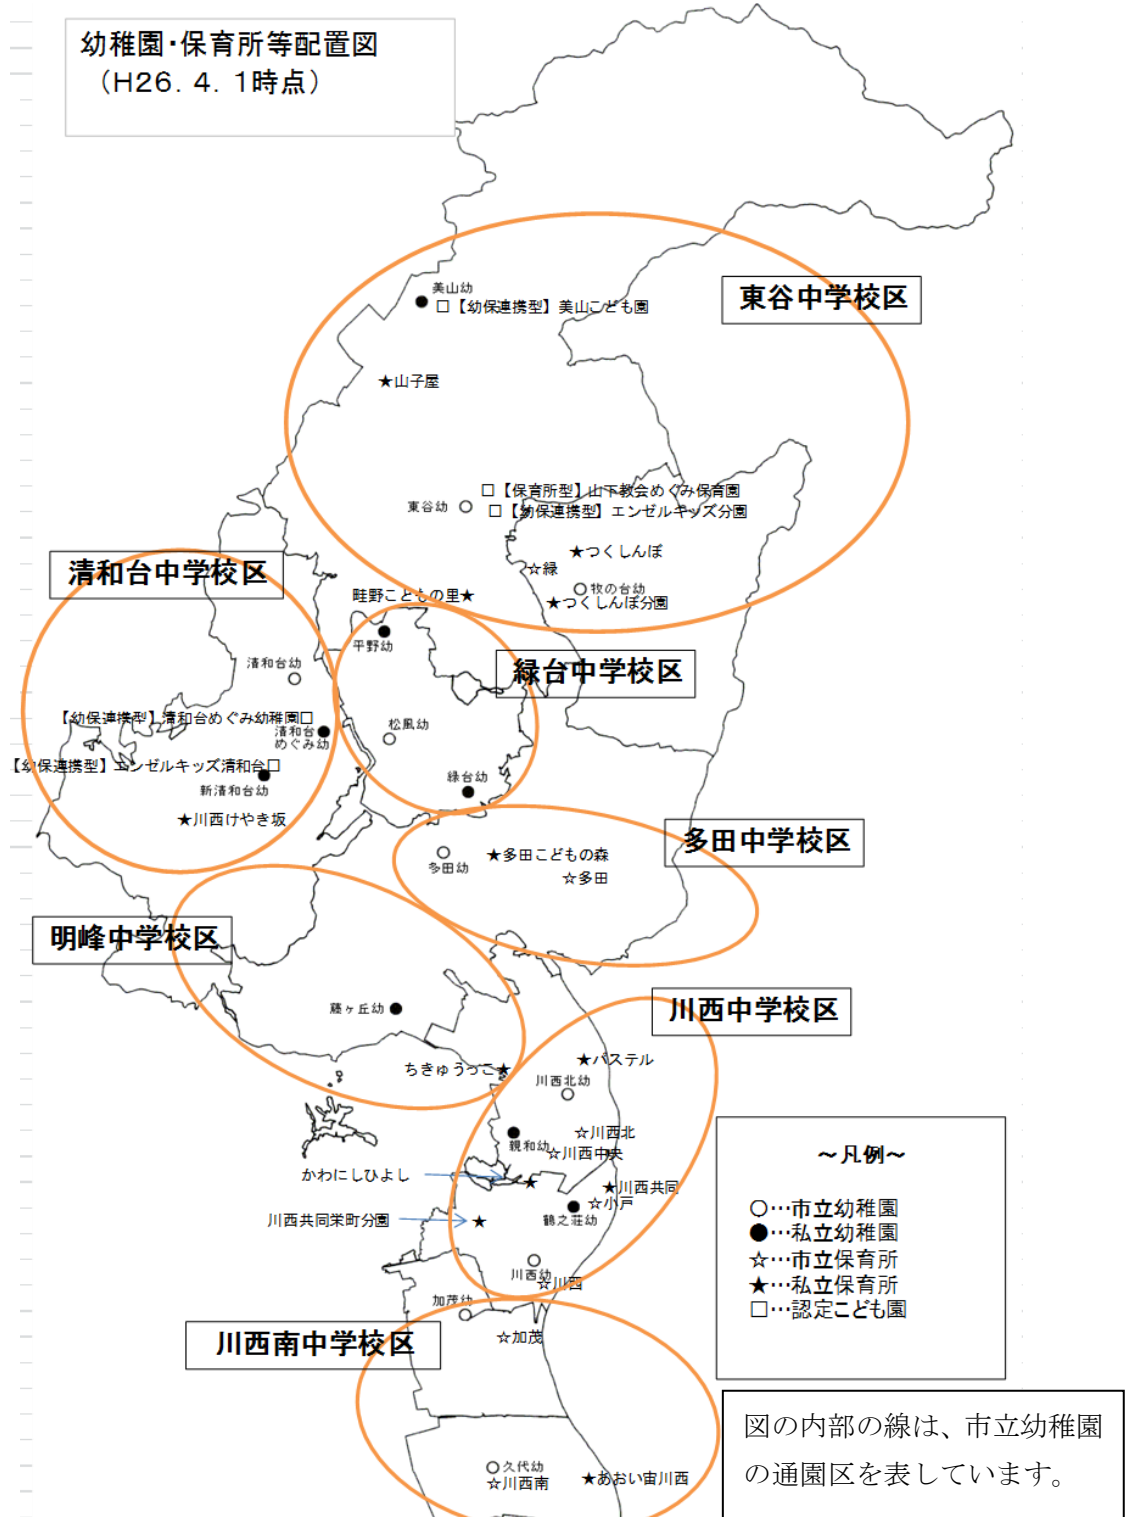 幼稚園・保育所等配置図
（H26. 4. 1時点）
東谷中学校区
美山幼
□【幼保連携型】美山こども園
★山子屋
□【保育所型】山下教会めぐみ保育園
東谷幼 ○
□【幼保連携型】エンゼルキッズ分園
★つくしんぼ
☆緑
○牧の台幼
★つくしんぼ分園
清和台中学校区
畦野こどもの里★
平野幼
緑台中学校区
清和台幼
【幼保連携型】清和台めぐみ幼稚園□
清和台
めぐみ幼
松風幼
【幼保連携型】エンゼルキッズ清和台□
新清和台幼
緑台幼
★川西けやき坂
多田中学校区
★多田こどもの森
多田幼
☆多田
明峰中学校区
藤ヶ丘幼●
川西中学校区
★パステル
ちきゅうっこ★
川西北幼
☆川西北
親和幼
☆川西中央
かわにしひよし
★川西共同
☆小戸
川西共同栄町分園
鶴之荘幼
川西幼
☆川西
加茂幼
☆加茂
川西南中学校区
○久代幼
☆川西南
★あおい宙川西
～凡例～
○…市立幼稚園
●…私立幼稚園
☆…市立保育所
★…私立保育所
□…認定こども園
図の内部の線は、市立幼稚園
の通園区を表しています。